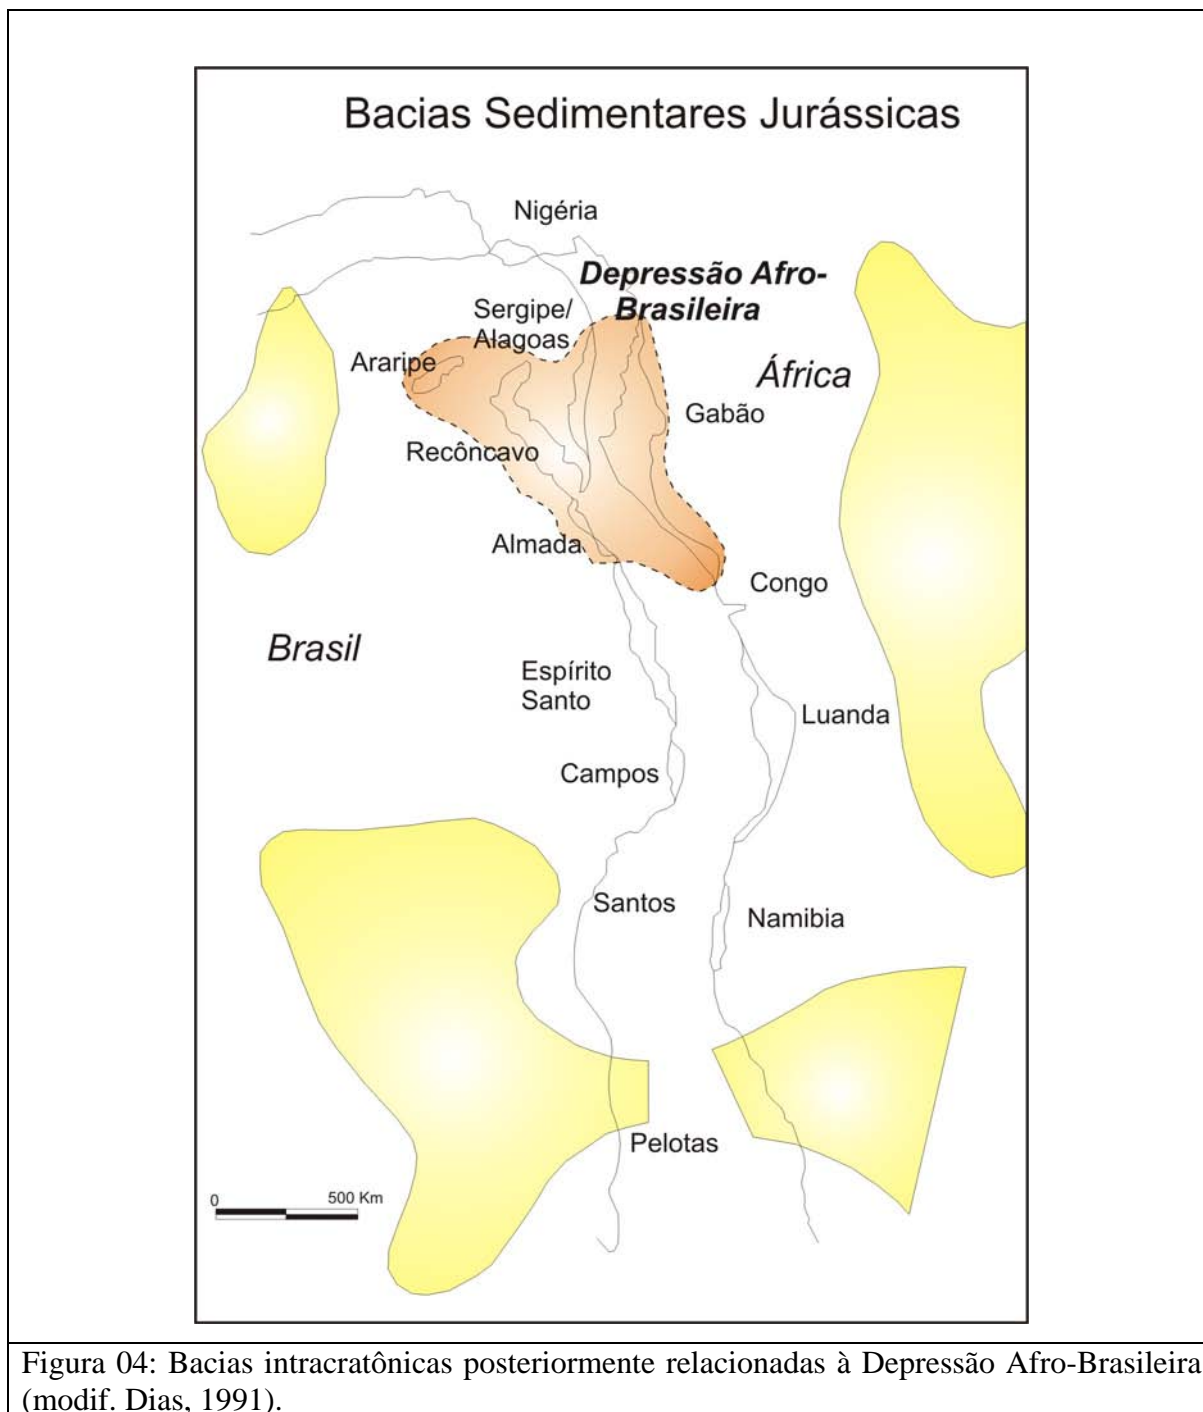 Bacias Sedimentares Jurássicas
Nigéria
Depressão Afro-
Brasileira
Sergipe/
Alagoas
Araripe
África
Gabão
Recôncavo
Almada
Congo
Brasil
Espírito
Santo
Luanda
Campos
Santos
Namibia
Pelotas
0
500 Km
Figura 04: Bacias intracratônicas posteriormente relacionadas à Depressão Afro-Brasileira
(modif. Dias, 1991).